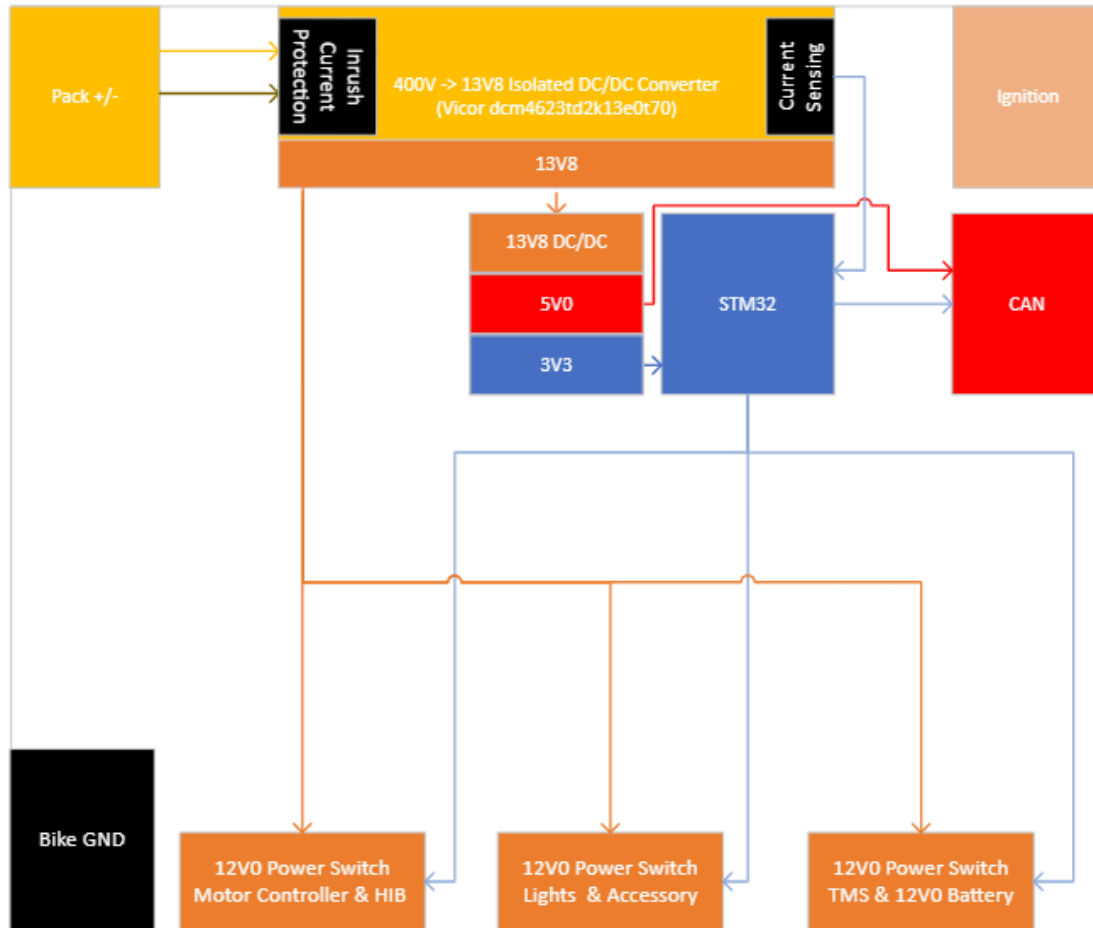 Pack +/-
Inrush
Current
Protection
400V -> 13V8 Isolated DC/DC Converter
(Vicor dcm4623td2k13e0t70)
Current
Sensing
Ignition
13V8
13V8 DC/DC
5V0
3V3
STM32
CAN
Bike GND
12V0 Power Switch
Motor Controller & HIB
12V0 Power Switch
Lights & Accessory
12V0 Power Switch
TMS & 12V0 Battery